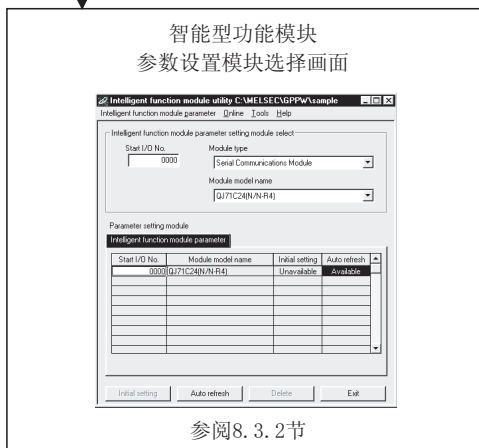 智能型功能模块
参数设置模块选择画面
Intelligent function module utility C:\MELSEC\GPPW\sample
Intelligent function module parameter Online Tools Help
Intelligent function module parameter setting module select
Start I/O No. Module type
0000 Serial Communications Module
Module model name
QJ71C24(N/N-R4)
Parameter setting module
Intelligent function module parameter
Start I/O No. Module model name Initial setting Auto refresh
0000 QJ71C24(N/N-R4) Unavailable Available
Initial setting Auto refresh Delete Exit
参阅8.3.2节